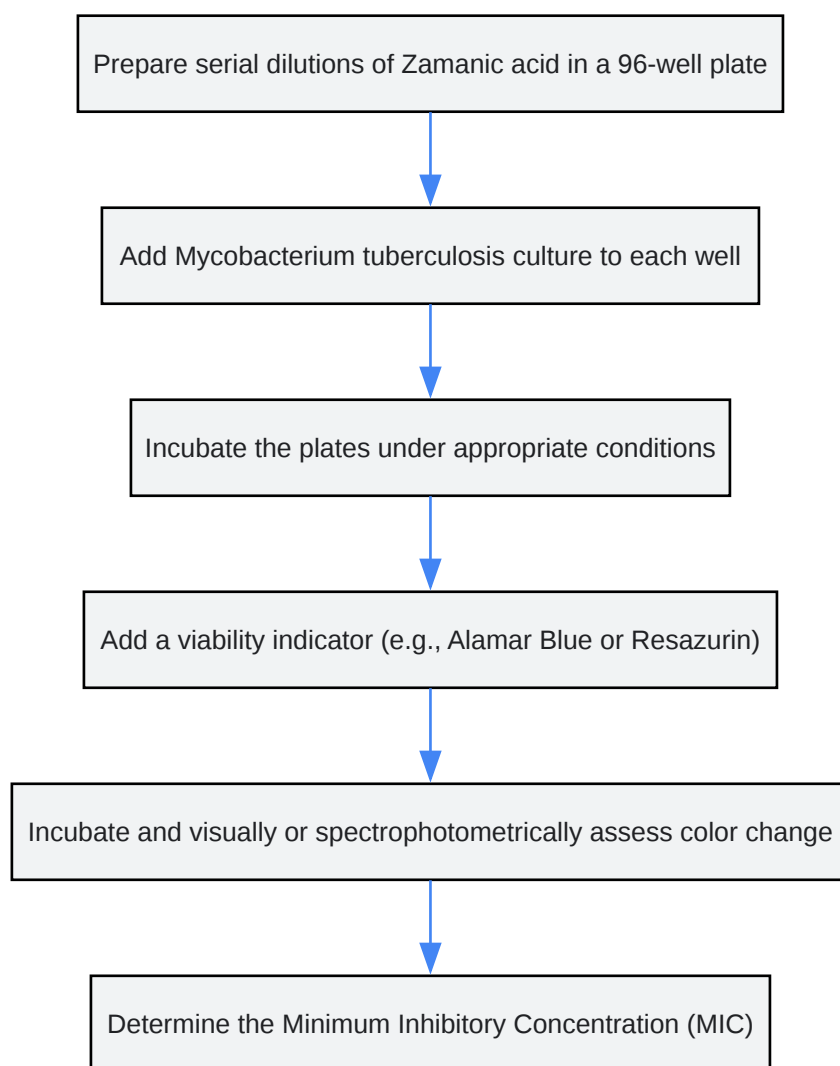 Prepare serial dilutions of Zamanic acid in a 96-well plate
Add Mycobacterium tuberculosis culture to each well
Incubate the plates under appropriate conditions
Add a viability indicator (e.g., Alamar Blue or Resazurin)
Incubate and visually or spectrophotometrically assess color change
Determine the Minimum Inhibitory Concentration (MIC)